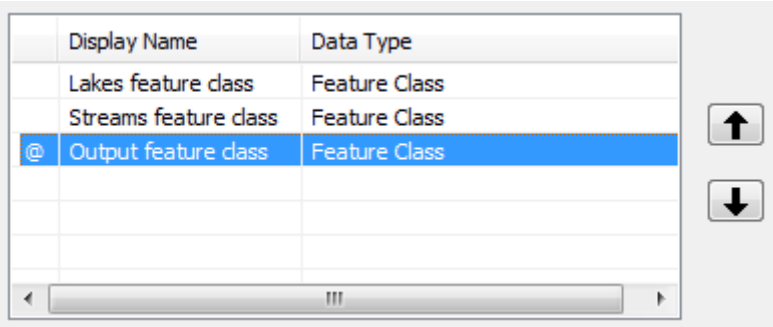 Display Name Data Type
Lakes feature class Feature Class
Streams feature class Feature Class
@ Output feature class Feature Class